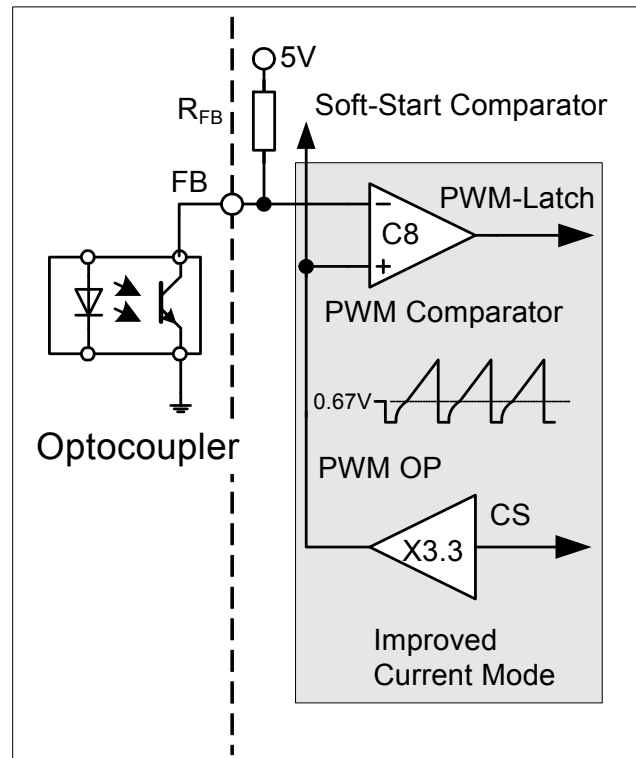 5V
R_FB
Soft-Start Comparator
FB
PWM-Latch
−
C8
+
PWM Comparator
0.67V
Optocoupler
PWM OP
CS
X3.3
Improved
Current Mode